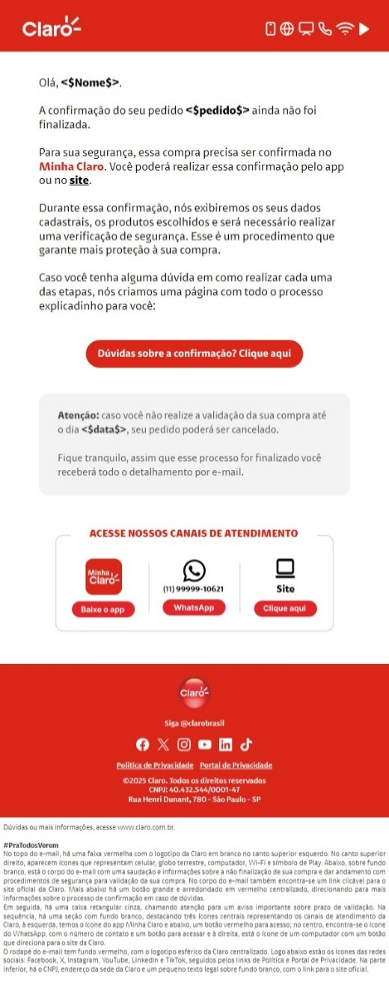 Claro
Olá, <$Nome$>.
A confirmação do seu pedido <$pedido$> ainda não foi
finalizada.
Para sua segurança, essa compra precisa ser confirmada no
Minha Claro. Você poderá realizar essa confirmação pelo app
ou no site.
Durante essa confirmação, nós exibiremos os seus dados
cadastrais, os produtos escolhidos e será necessário realizar
uma verificação de segurança. Esse é um procedimento que
garante mais proteção à sua compra.
Caso você tenha alguma dúvida em como realizar cada uma
das etapas, nós criamos uma página com todo o processo
explicadinho para você:
Dúvidas sobre a confirmação? Clique aqui
Atenção: caso você não realize a validação da sua compra até
o dia <$data$>, seu pedido poderá ser cancelado.
Fique tranquilo, assim que esse processo for finalizado você
receberá todo o detalhamento por e-mail.
ACESSE NOSSOS CANAIS DE ATENDIMENTO
Minha
Claro
Baixe o app
(11) 99999-10621
WhatsApp
Site
Clique aqui
Claro
Siga @clarobrasil
Politica de Privacidade Portal de Privacidade
©2025 Claro. Todos os direitos reservados
CNPJ: 40.432.544/0001-47
Rua Henri Dunant, 780 - São Paulo - SP
Dúvidas ou mais informações, acesse www.claro.com.br.
#PraTodosVerem
No topo do e-mail, há uma faixa vermelha com o logotipo da Claro em branco no canto superior esquerdo. No canto superior
direito, aparecem ícones que representam celular, globo terrestre, computador, Wi-Fi e símbolo de Play. Abaixo, sobre fundo
branco, está o corpo do e-mail com uma saudação e informações sobre a não finalização de sua compra e dar andamento com
procedimentos de segurança para validação da sua compra. No corpo do e-mail também encontra-se um link clicável para o
site oficial da Claro. Mais abaixo há um botão grande e arredondado em vermelho centralizado, direcionando para mais
informações sobre o processo de confirmação em caso de dúvidas.
Em seguida, há uma caixa retangular cinza, chamando atenção para um aviso importante sobre prazo de validação. Na
sequência, há uma seção com fundo branco, destacando três ícones centrais representando os canais de atendimento da
Claro, à esquerda, temos o ícone do app Minha Claro e abaixo, um botão vermelho para acesso; no centro, encontra-se o ícone
do WhatsApp, com o número de contato e um botão para acessar e à direita, está o ícone de um computador com um botão
que direciona para o site da Claro.
O rodapé do e-mail tem fundo vermelho, com o logotipo esférico da Claro centralizado. Logo abaixo estão os ícones das redes
sociais: Facebook, X, Instagram, YouTube, Linkedin e TikTok, seguidos pelos links de Política e Portal de Privacidade. Na parte
inferior, há o CNPJ, endereço da sede da Claro e um pequeno texto legal sobre fundo branco, com o link para o site oficial.